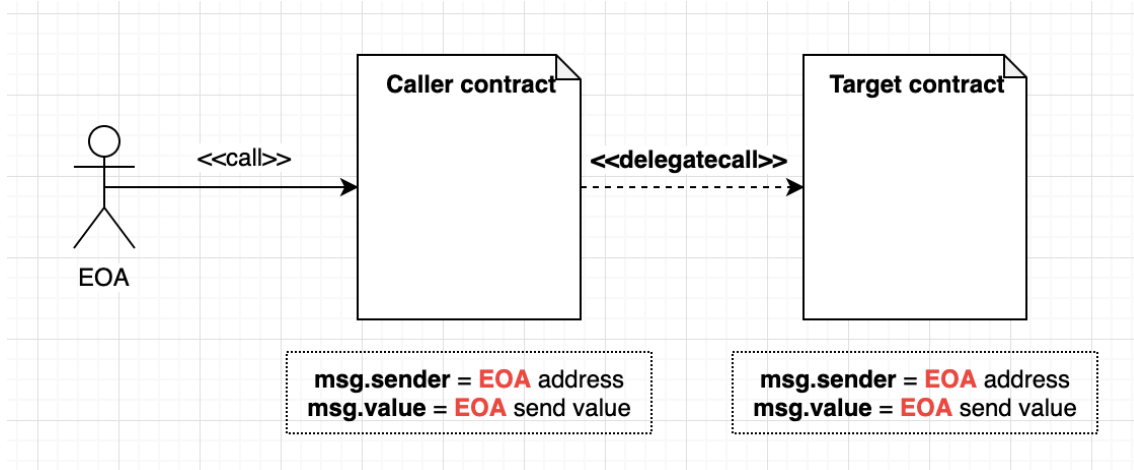 Caller contract
Target contract
<<call>>
<<delegatecall>>
EOA
msg.sender = EOA address
msg.value = EOA send value
msg.sender = EOA address
msg.value = EOA send value